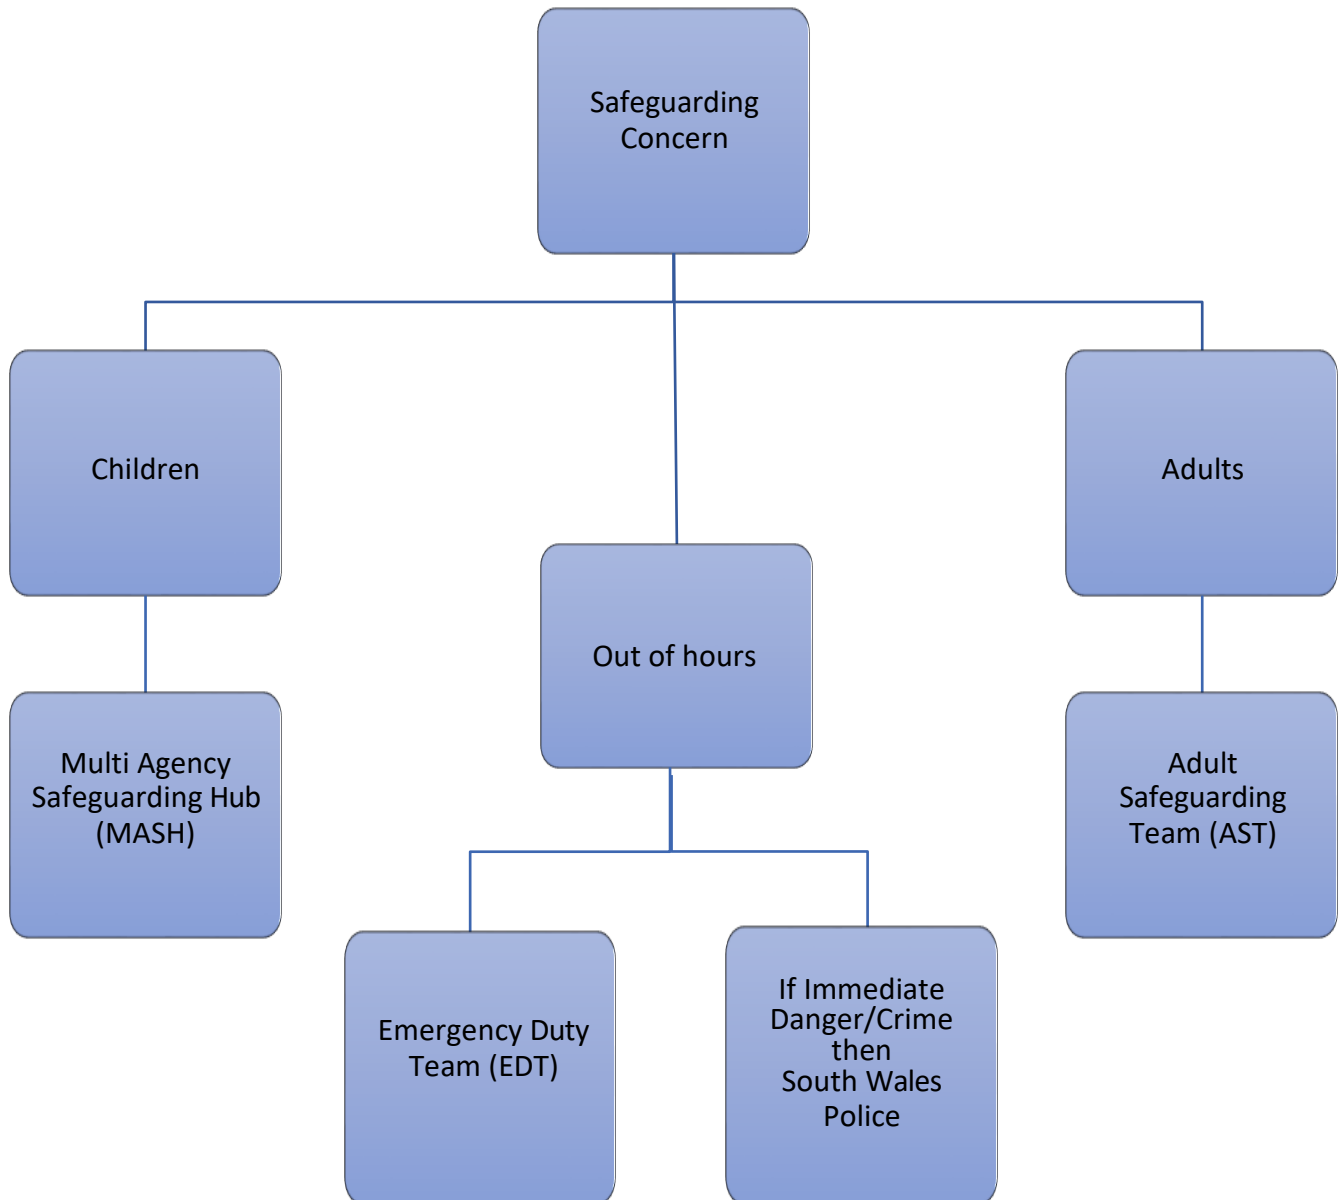 Safeguarding
Concern
Children
Adults
Out of hours
Multi Agency
Safeguarding Hub
(MASH)
Adult
Safeguarding
Team (AST)
Emergency Duty
Team (EDT)
If Immediate
Danger/Crime
then
South Wales
Police